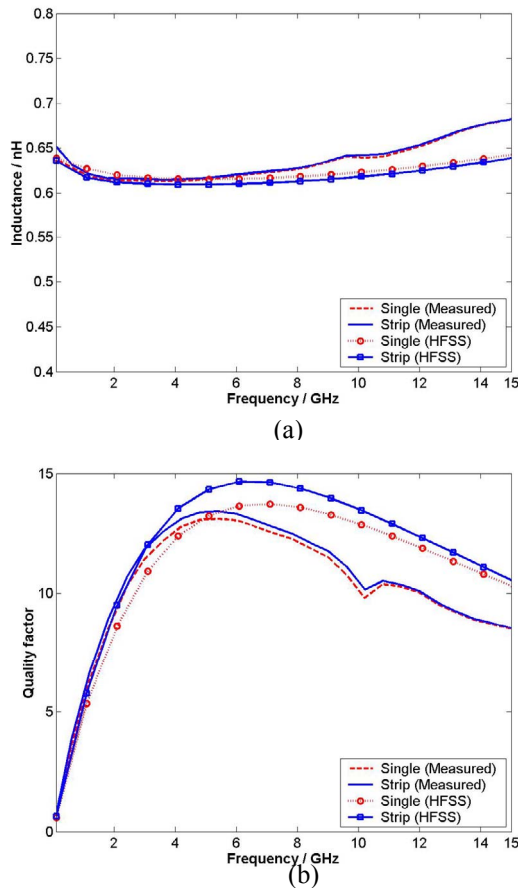 0.8
0.75
0.7
0.65
0.6
0.55
0.5
0.45
0.4
Inductance / nH
2 4 6 8 10 12 14 15
Frequency / GHz
Single (Measured)
Strip (Measured)
Single (HFSS)
Strip (HFSS)
(a)
15
10
5
0
Quality factor
2 4 6 8 10 12 14 15
Frequency / GHz
Single (Measured)
Strip (Measured)
Single (HFSS)
Strip (HFSS)
(b)